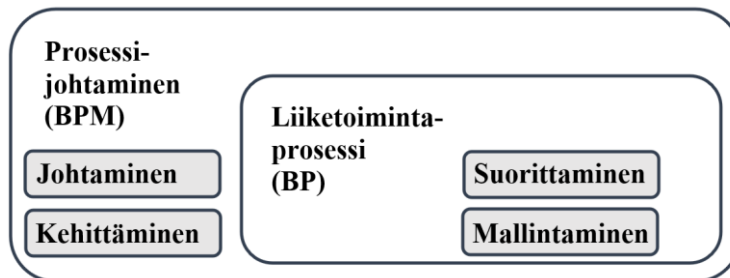 Prosessi-
johtaminen
(BPM)
Johtaminen
Kehittäminen
Liiketoiminta-
prosessi
(BP)
Suorittaminen
Mallintaminen